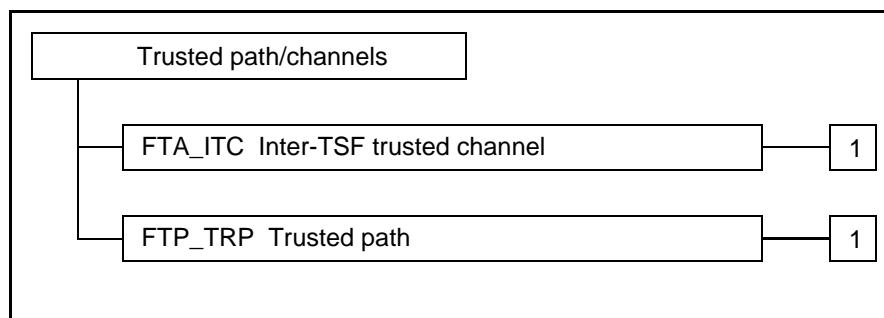 Trusted path/channels
FTA_ITC Inter-TSF trusted channel 1
FTP_TRP Trusted path 1